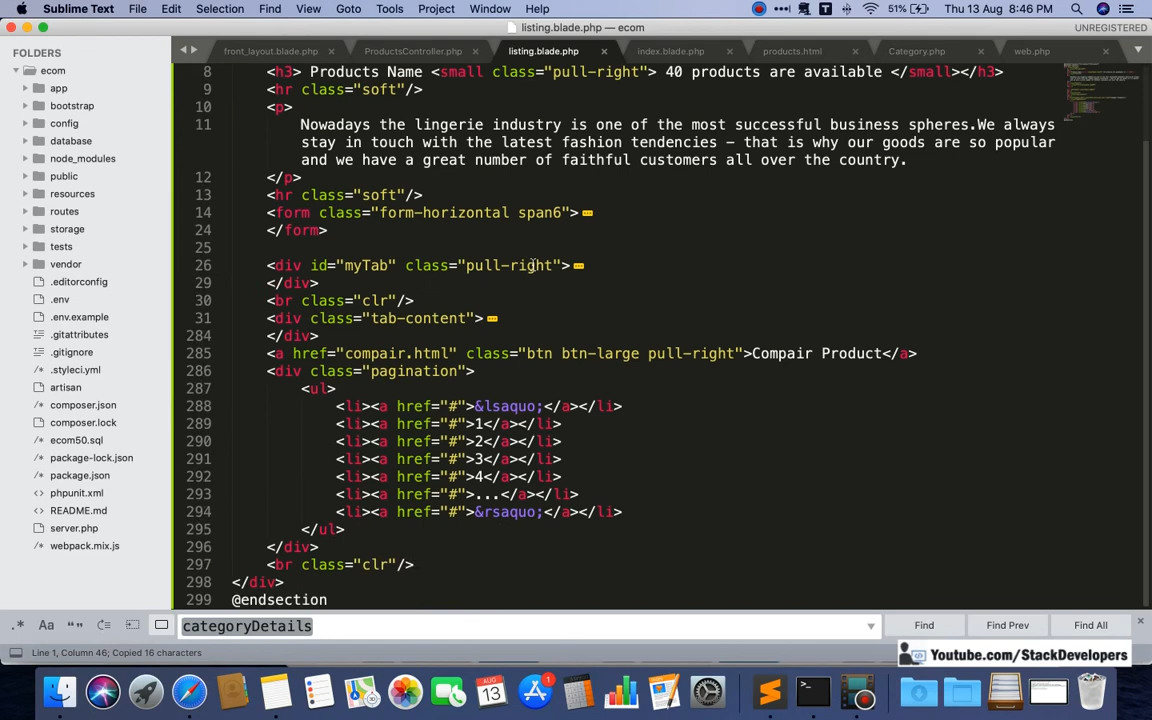 Sublime Text File Edit Selection Find View Goto Tools Project Window Help 51% Thu 13 Aug 8:46 PM
listing.blade.php — ecom UNREGISTERED
FOLDERS
ecom
app
bootstrap
config
database
node_modules
public
resources
routes
storage
tests
vendor
.editorconfig
.env
.env.example
.gitattributes
.gitignore
.styleci.yml
artisan
composer.json
composer.lock
ecom50.sql
package-lock.json
package.json
phpunit.xml
README.md
server.php
webpack.mix.js
front_layout.blade.php × ProductsController.php × listing.blade.php × index.blade.php × products.html × Category.php × web.php ×
8 <h3> Products Name <small class="pull-right"> 40 products are available </small></h3>
9 <hr class="soft"/>
10 <p>
11 Nowadays the lingerie industry is one of the most successful business spheres.We always
stay in touch with the latest fashion tendencies - that is why our goods are so popular
and we have a great number of faithful customers all over the country.
12 </p>
13 <hr class="soft"/>
14 <form class="form-horizontal span6">
24 </form>
25
26 <div id="myTab" class="pull-right">
29 </div>
30 <br class="clr"/>
31 <div class="tab-content">
284 </div>
285 <a href="compair.html" class="btn btn-large pull-right">Compair Product</a>
286 <div class="pagination">
287 <ul>
288 <li><a href="#">&lsaquo;</a></li>
289 <li><a href="#">1</a></li>
290 <li><a href="#">2</a></li>
291 <li><a href="#">3</a></li>
292 <li><a href="#">4</a></li>
293 <li><a href="#">...</a></li>
294 <li><a href="#">&rsaquo;</a></li>
295 </ul>
296 </div>
297 <br class="clr"/>
298 </div>
299 @endsection
.* Aa “” categoryDetails Find Find Prev Find All
Line 1, Column 46; Copied 16 characters
Youtube.com/StackDevelopers
AUG
13
1